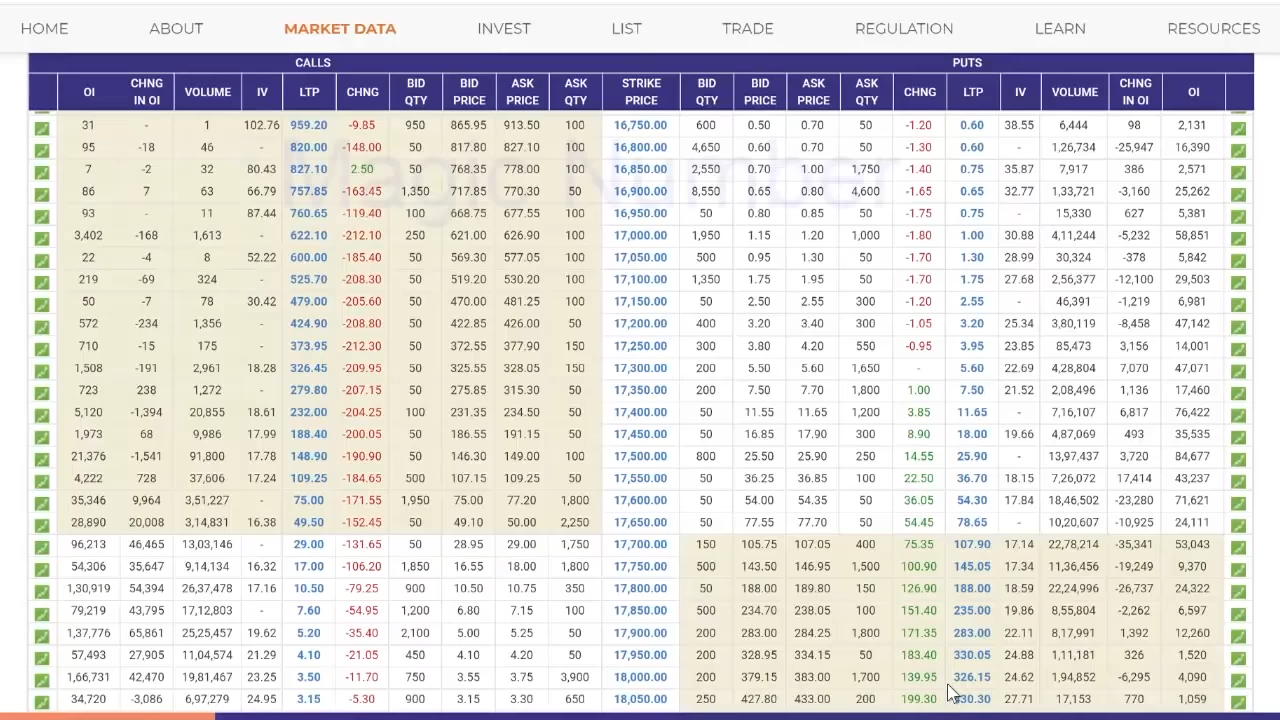 HOME ABOUT MARKET DATA INVEST LIST TRADE REGULATION LEARN RESOURCES
CALLS PUTS
OI CHNG IN OI VOLUME IV LTP CHNG BID QTY BID PRICE ASK PRICE ASK QTY STRIKE PRICE BID QTY BID PRICE ASK PRICE ASK QTY CHNG LTP IV VOLUME CHNG IN OI OI
31 - 1 102.76 959.20 -9.85 950 865.95 913.50 100 16,750.00 600 0.50 0.70 50 -1.20 0.60 38.55 6,444 98 2,131
95 -18 46 - 820.00 -148.00 50 817.80 827.10 100 16,800.00 4,650 0.60 0.70 50 -1.30 0.60 - 1,26,734 -25,947 16,390
7 -2 32 80.43 827.10 2.50 50 768.35 778.00 100 16,850.00 2,550 0.70 1.00 1,750 -1.40 0.75 35.87 7,917 386 2,571
86 7 63 66.79 757.85 -163.45 1,350 717.85 770.30 50 16,900.00 8,550 0.65 0.80 4,600 -1.65 0.65 32.77 1,33,721 -3,160 25,262
93 - 11 87.44 760.65 -119.40 100 668.75 677.55 100 16,950.00 50 0.80 0.85 50 -1.75 0.75 - 15,330 627 5,381
3,402 -168 1,613 - 622.10 -212.10 250 621.00 626.90 100 17,000.00 1,950 1.15 1.20 1,000 -1.80 1.00 30.88 4,11,244 -5,232 58,851
22 -4 8 52.22 600.00 -185.40 50 569.30 577.05 100 17,050.00 500 0.95 1.30 50 -1.70 1.30 28.99 30,324 -378 5,842
219 -69 324 - 525.70 -208.30 50 519.20 530.20 100 17,100.00 1,350 1.75 1.95 50 -1.70 1.75 27.68 2,56,377 -12,100 29,503
50 -7 78 30.42 479.00 -205.60 50 470.00 481.25 100 17,150.00 50 2.50 2.55 300 -1.20 2.55 - 46,391 -1,219 6,981
572 -234 1,356 - 424.90 -208.80 50 422.85 426.00 50 17,200.00 400 3.20 3.40 300 -1.05 3.20 25.34 3,80,119 -8,458 47,142
710 -15 175 - 373.95 -212.30 50 372.55 377.90 150 17,250.00 300 3.80 4.20 550 -0.95 3.95 23.85 85,473 3,156 14,001
1,508 -191 2,961 18.28 326.45 -209.95 50 325.55 328.05 150 17,300.00 200 5.50 5.60 1,650 - 5.60 22.69 4,28,804 7,070 47,071
723 238 1,272 - 279.80 -207.15 50 275.85 315.30 50 17,350.00 200 7.50 7.70 1,800 1.00 7.50 21.52 2,08,496 1,136 17,460
5,120 -1,394 20,855 18.61 232.00 -204.25 100 231.35 234.50 50 17,400.00 50 11.55 11.65 1,200 3.85 11.65 - 7,16,107 6,817 76,422
1,973 68 9,986 17.99 188.40 -200.05 50 186.55 191.15 50 17,450.00 50 16.85 17.90 300 8.90 18.00 19.66 4,87,069 493 35,535
21,376 -1,541 91,800 17.78 148.90 -190.90 50 146.30 149.00 100 17,500.00 800 25.50 25.90 250 14.55 25.90 - 13,97,437 3,720 84,677
4,222 728 37,606 17.24 109.25 -184.65 500 107.15 109.25 50 17,550.00 50 36.25 36.85 100 22.50 36.70 18.15 7,26,072 17,414 43,237
35,346 9,964 3,51,227 - 75.00 -171.55 1,950 75.00 77.20 1,800 17,600.00 50 54.00 54.35 50 36.05 54.30 17.84 18,46,502 -23,280 71,621
28,890 20,008 3,14,831 16.38 49.50 -152.45 50 49.10 50.00 2,250 17,650.00 50 77.55 77.70 50 54.45 78.65 - 10,20,607 -10,925 24,111
96,213 46,465 13,03,146 - 29.00 -131.65 50 28.95 29.00 1,750 17,700.00 150 105.75 107.05 400 75.35 107.90 17.14 22,78,214 -35,341 53,043
54,306 35,647 9,14,134 16.32 17.00 -106.20 1,850 16.55 18.00 1,800 17,750.00 500 143.50 146.95 1,500 100.90 145.05 17.34 11,36,456 -19,249 9,370
1,30,919 54,394 26,37,478 17.16 10.50 -79.25 900 10.50 10.75 350 17,800.00 50 188.00 189.80 150 126.90 188.00 18.59 22,24,996 -26,737 24,322
79,219 43,795 17,12,803 - 7.60 -54.95 1,200 6.80 7.15 100 17,850.00 500 234.70 238.05 100 151.40 235.00 19.86 8,55,804 -2,262 6,597
1,37,776 65,861 25,25,457 19.62 5.20 -35.40 2,100 5.00 5.25 50 17,900.00 200 283.00 284.25 1,800 171.35 283.00 22.11 8,17,991 1,392 12,260
57,493 27,905 11,04,574 21.29 4.10 -21.05 450 4.10 4.20 50 17,950.00 200 328.95 334.15 50 183.40 330.05 24.88 1,11,181 326 1,520
1,66,731 42,470 19,81,467 23.25 3.50 -11.70 750 3.55 3.75 3,900 18,000.00 200 379.15 383.00 1,700 139.95 326.15 24.62 1,94,852 -6,295 4,090
34,720 -3,086 6,97,279 24.95 3.15 -5.30 900 3.15 3.30 650 18,050.00 250 427.80 433.00 200 199.30 27.71 17,153 770 1,059